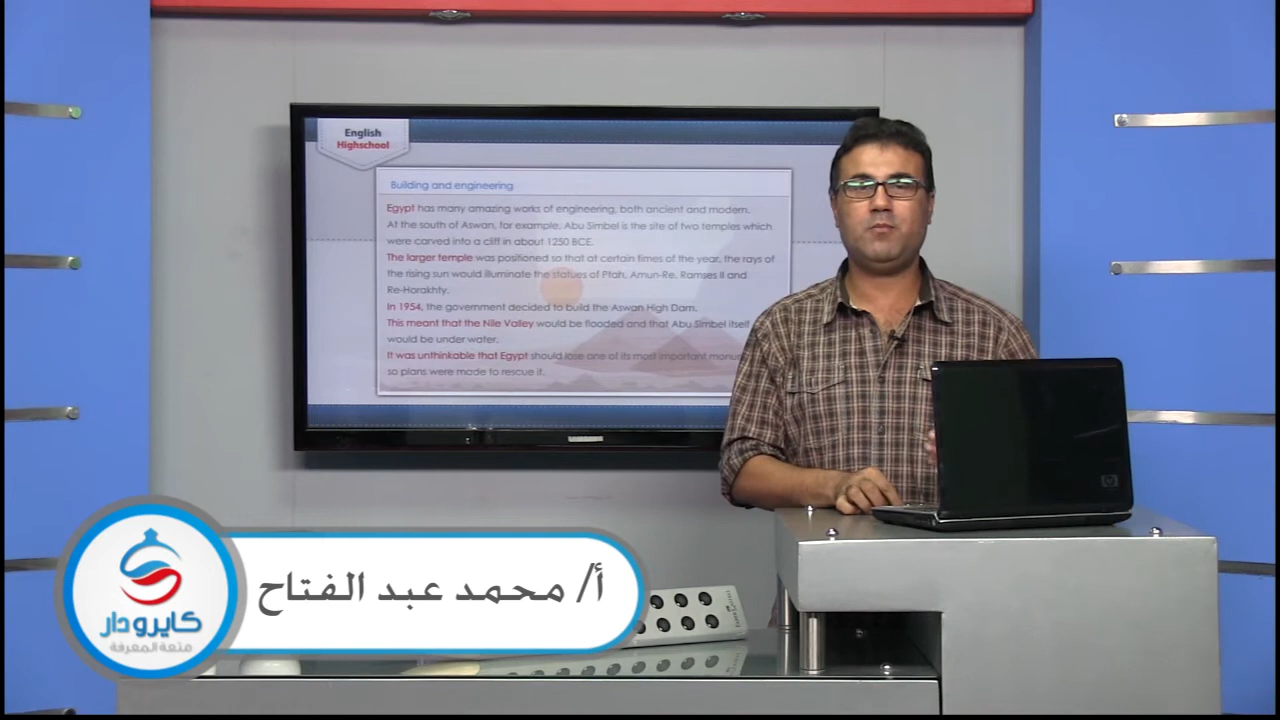 English
Highschool
Building and engineering
Egypt has many amazing works of engineering, both ancient and modern.
At the south of Aswan, for example, Abu Simbel is the site of two temples which
were carved into a cliff in about 1250 BCE.
The larger temple was positioned so that at certain times of the year, the rays of
the rising sun would illuminate the statues of Ptah, Amun-Re, Ramses II and
Re-Horakhty.
In 1954, the government decided to build the Aswan High Dam.
This meant that the Nile Valley would be flooded and that Abu Simbel itself
would be under water.
It was unthinkable that Egypt should lose one of its most important
so plans were made to rescue it.
أ/ محمد عبد الفتاح
كايرودار
متعة المعرفة
hp